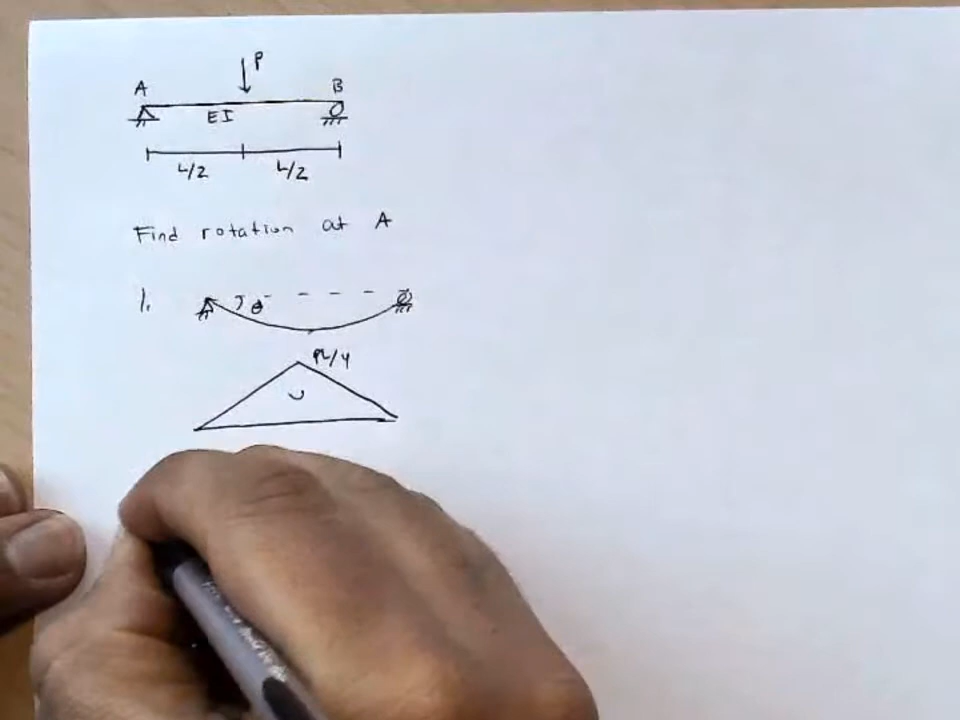 P
A B
EI
L/2 L/2
Find rotation at A
1. θ
PL/4